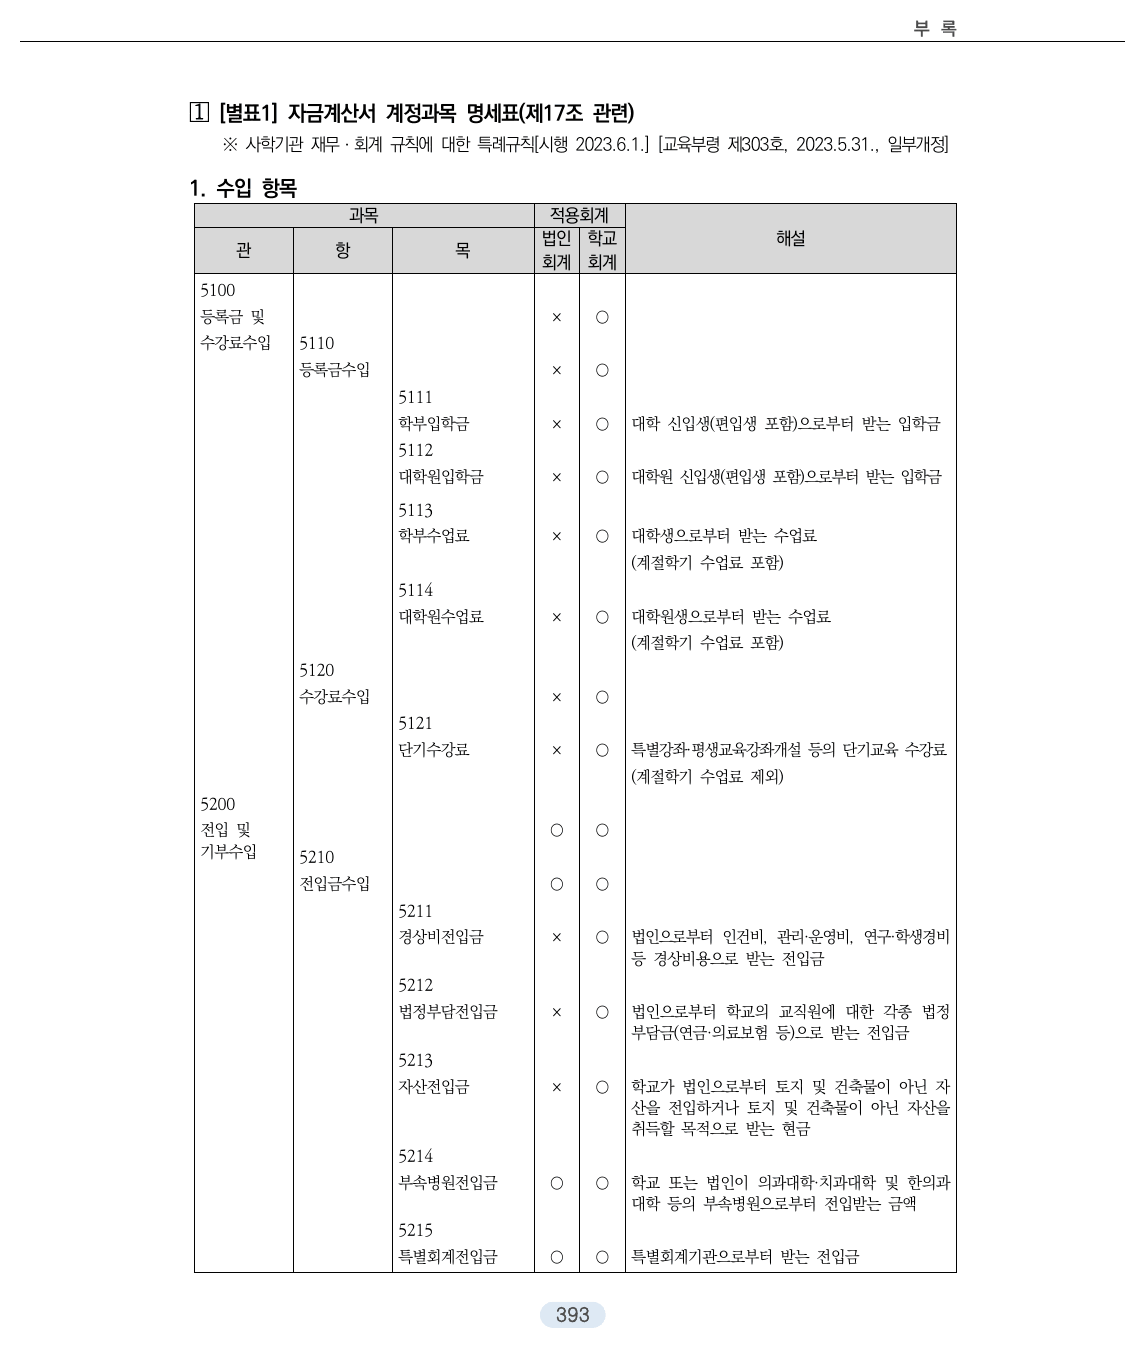 부 록
1 [별표1] 자금계산서 계정과목 명세표(제17조 관련)
※ 사학기관 재무·회계 규칙에 대한 특례규칙[시행 2023.6.1.] [교육부령 제303호, 2023.5.31., 일부개정]
1. 수입 항목
과목 적용회계 해설
관 항 목 법인 학교
회계 회계
5100
등록금 및 × ○
수강료수입 5110
등록금수입 × ○
5111
학부입학금 × ○ 대학 신입생(편입생 포함)으로부터 받는 입학금
5112
대학원입학금 × ○ 대학원 신입생(편입생 포함)으로부터 받는 입학금
5113
학부수업료 × ○ 대학생으로부터 받는 수업료
(계절학기 수업료 포함)
5114
대학원수업료 × ○ 대학원생으로부터 받는 수업료
(계절학기 수업료 포함)
5120
수강료수입 × ○
5121
단기수강료 × ○ 특별강좌·평생교육강좌개설 등의 단기교육 수강료
(계절학기 수업료 제외)
5200
전입 및 ○ ○
기부수입 5210
전입금수입 ○ ○
5211
경상비전입금 × ○ 법인으로부터 인건비, 관리·운영비, 연구·학생경비
등 경상비용으로 받는 전입금
5212
법정부담전입금 × ○ 법인으로부터 학교의 교직원에 대한 각종 법정
부담금(연금·의료보험 등)으로 받는 전입금
5213
자산전입금 × ○ 학교가 법인으로부터 토지 및 건축물이 아닌 자
산을 전입하거나 토지 및 건축물이 아닌 자산을
취득할 목적으로 받는 현금
5214
부속병원전입금 ○ ○ 학교 또는 법인이 의과대학·치과대학 및 한의과
대학 등의 부속병원으로부터 전입받는 금액
5215
특별회계전입금 ○ ○ 특별회계기관으로부터 받는 전입금
393